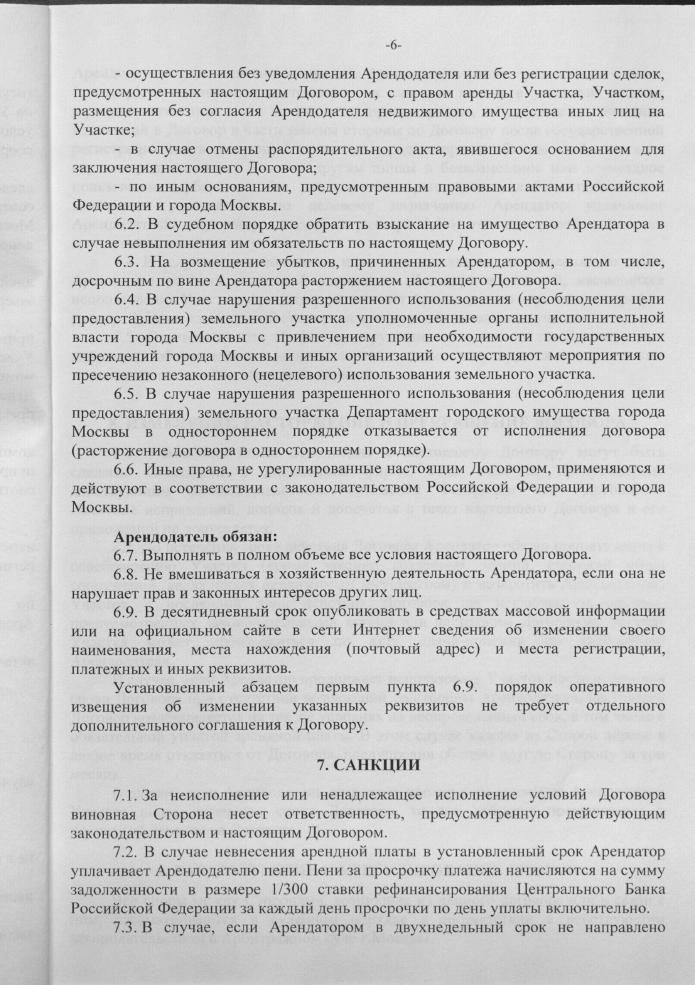 -6-
- осуществления без уведомления Арендодателя или без регистрации сделок,
предусмотренных настоящим Договором, с правом аренды Участка, Участком,
размещения без согласия Арендодателя недвижимого имущества иных лиц на
Участке;
- в случае отмены распорядительного акта, явившегося основанием для
заключения настоящего Договора;
- по иным основаниям, предусмотренным правовыми актами Российской
Федерации и города Москвы.
6.2. В судебном порядке обратить взыскание на имущество Арендатора в
случае невыполнения им обязательств по настоящему Договору.
6.3. На возмещение убытков, причиненных Арендатором, в том числе,
досрочным по вине Арендатора расторжением настоящего Договора.
6.4. В случае нарушения разрешенного использования (несоблюдения цели
предоставления) земельного участка уполномоченные органы исполнительной
власти города Москвы с привлечением при необходимости государственных
учреждений города Москвы и иных организаций осуществляют мероприятия по
пресечению незаконного (нецелевого) использования земельного участка.
6.5. В случае нарушения разрешенного использования (несоблюдения цели
предоставления) земельного участка Департамент городского имущества города
Москвы в одностороннем порядке отказывается от исполнения договора
(расторжение договора в одностороннем порядке).
6.6. Иные права, не урегулированные настоящим Договором, применяются и
действуют в соответствии с законодательством Российской Федерации и города
Москвы.
Арендодатель обязан:
6.7. Выполнять в полном объеме все условия настоящего Договора.
6.8. Не вмешиваться в хозяйственную деятельность Арендатора, если она не
нарушает прав и законных интересов других лиц.
6.9. В десятидневный срок опубликовать в средствах массовой информации
или на официальном сайте в сети Интернет сведения об изменении своего
наименования, места нахождения (почтовый адрес) и места регистрации,
платежных и иных реквизитов.
Установленный абзацем первым пункта 6.9. порядок оперативного
извещения об изменении указанных реквизитов не требует отдельного
дополнительного соглашения к Договору.
7. САНКЦИИ
7.1. За неисполнение или ненадлежащее исполнение условий Договора
виновная Сторона несет ответственность, предусмотренную действующим
законодательством и настоящим Договором.
7.2. В случае невнесения арендной платы в установленный срок Арендатор
уплачивает Арендодателю пени. Пени за просрочку платежа начисляются на сумму
задолженности в размере 1/300 ставки рефинансирования Центрального Банка
Российской Федерации за каждый день просрочки по день уплаты включительно.
7.3. В случае, если Арендатором в двухнедельный срок не направлено